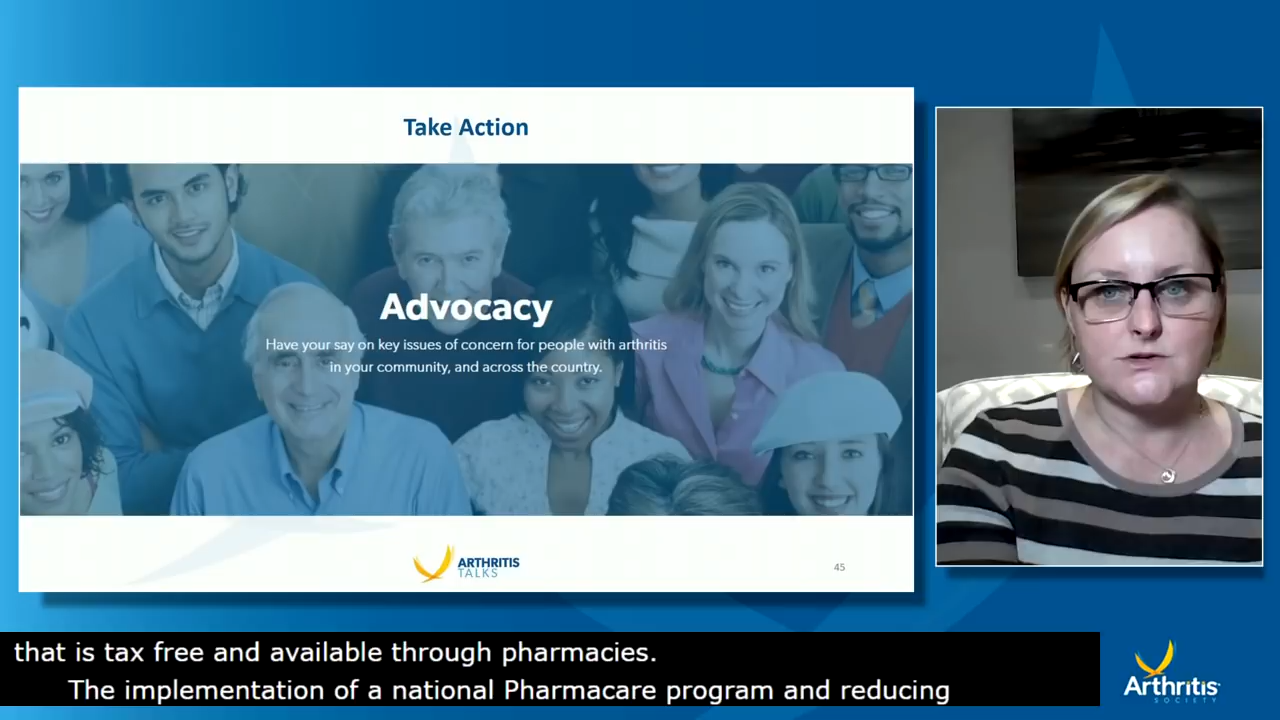 Take Action
Advocacy
Have your say on key issues of concern for people with arthritis
in your community, and across the country.
ARTHRITIS
TALKS
45
that is tax free and available through pharmacies.
The implementation of a national Pharmacare program and reducing
Arthritis
SOCIETY